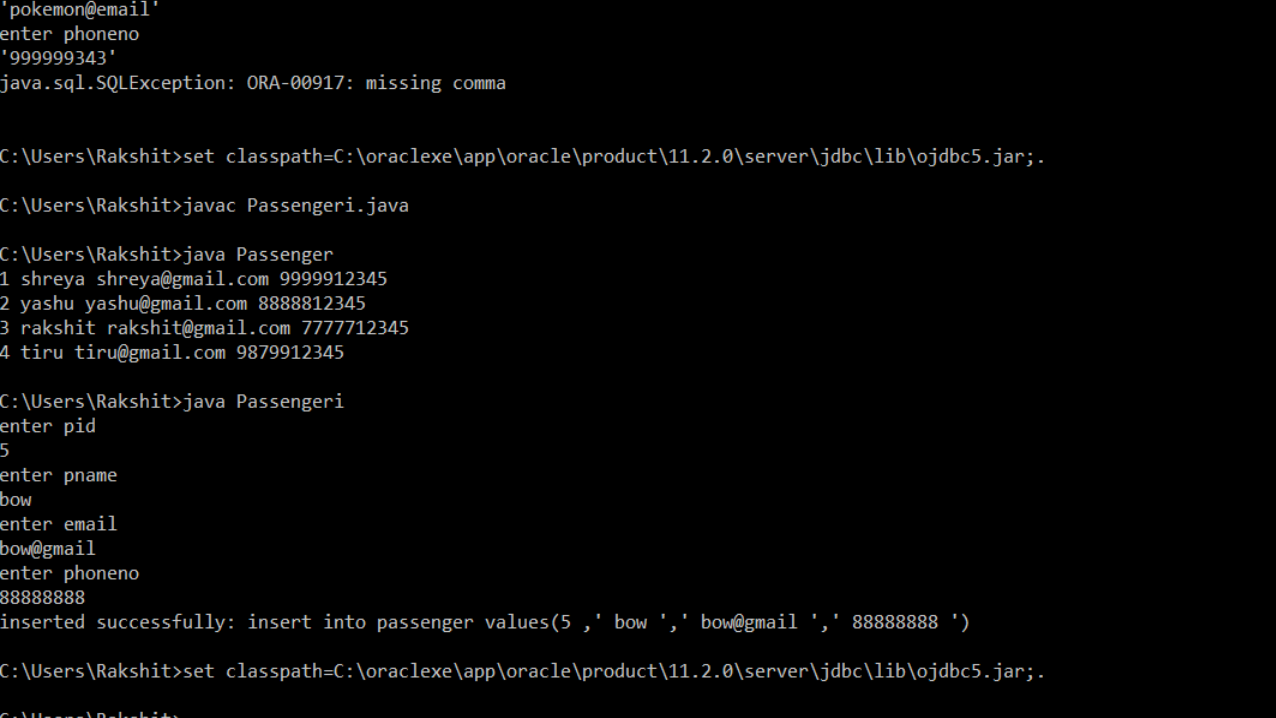 'pokemon@email'
enter phoneno
'999999343'
java.sql.SQLException: ORA-00917: missing comma
C:\Users\Rakshit>set classpath=C:\oraclexe\app\oracle\product\11.2.0\server\jdbc\lib\ojdbc5.jar;.
C:\Users\Rakshit>javac Passengeri.java
C:\Users\Rakshit>java Passenger
1 shreya shreya@gmail.com 9999912345
2 yashu yashu@gmail.com 8888812345
3 rakshit rakshit@gmail.com 7777712345
4 tiru tiru@gmail.com 9879912345
C:\Users\Rakshit>java Passengeri
enter pid
5
enter pname
bow
enter email
bow@gmail
enter phoneno
88888888
inserted successfully: insert into passenger values(5 ,' bow ',' bow@gmail ',' 88888888 ')
C:\Users\Rakshit>set classpath=C:\oraclexe\app\oracle\product\11.2.0\server\jdbc\lib\ojdbc5.jar;.
C:\Users\Rakshit>